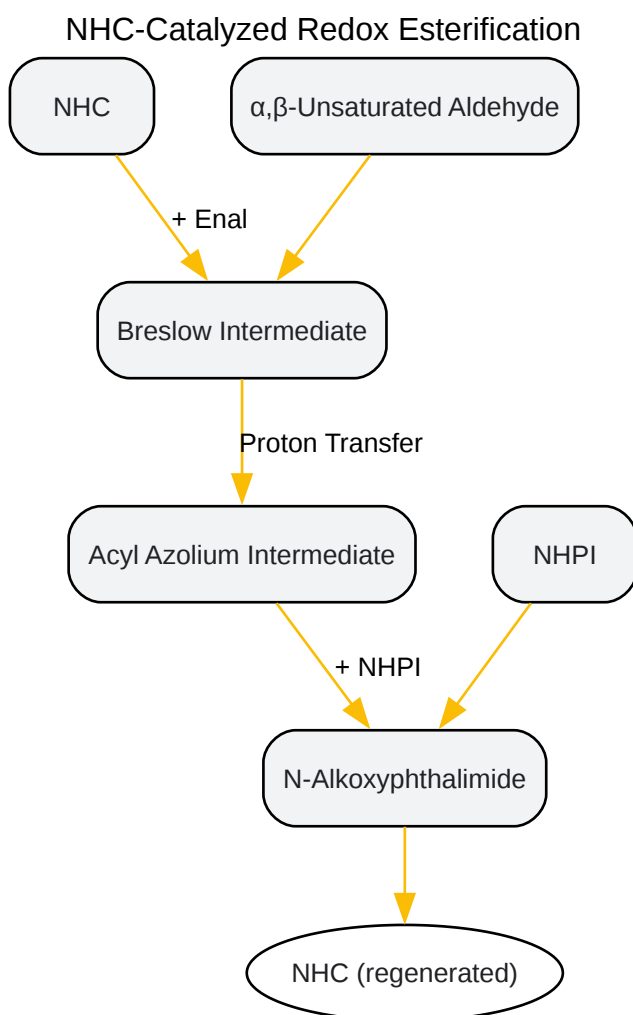 NHC-Catalyzed Redox Esterification
NHC
α,β-Unsaturated Aldehyde
+ Enal
Breslow Intermediate
Proton Transfer
Acyl Azolium Intermediate
NHPI
+ NHPI
N-Alkoxyphthalimide
NHC (regenerated)